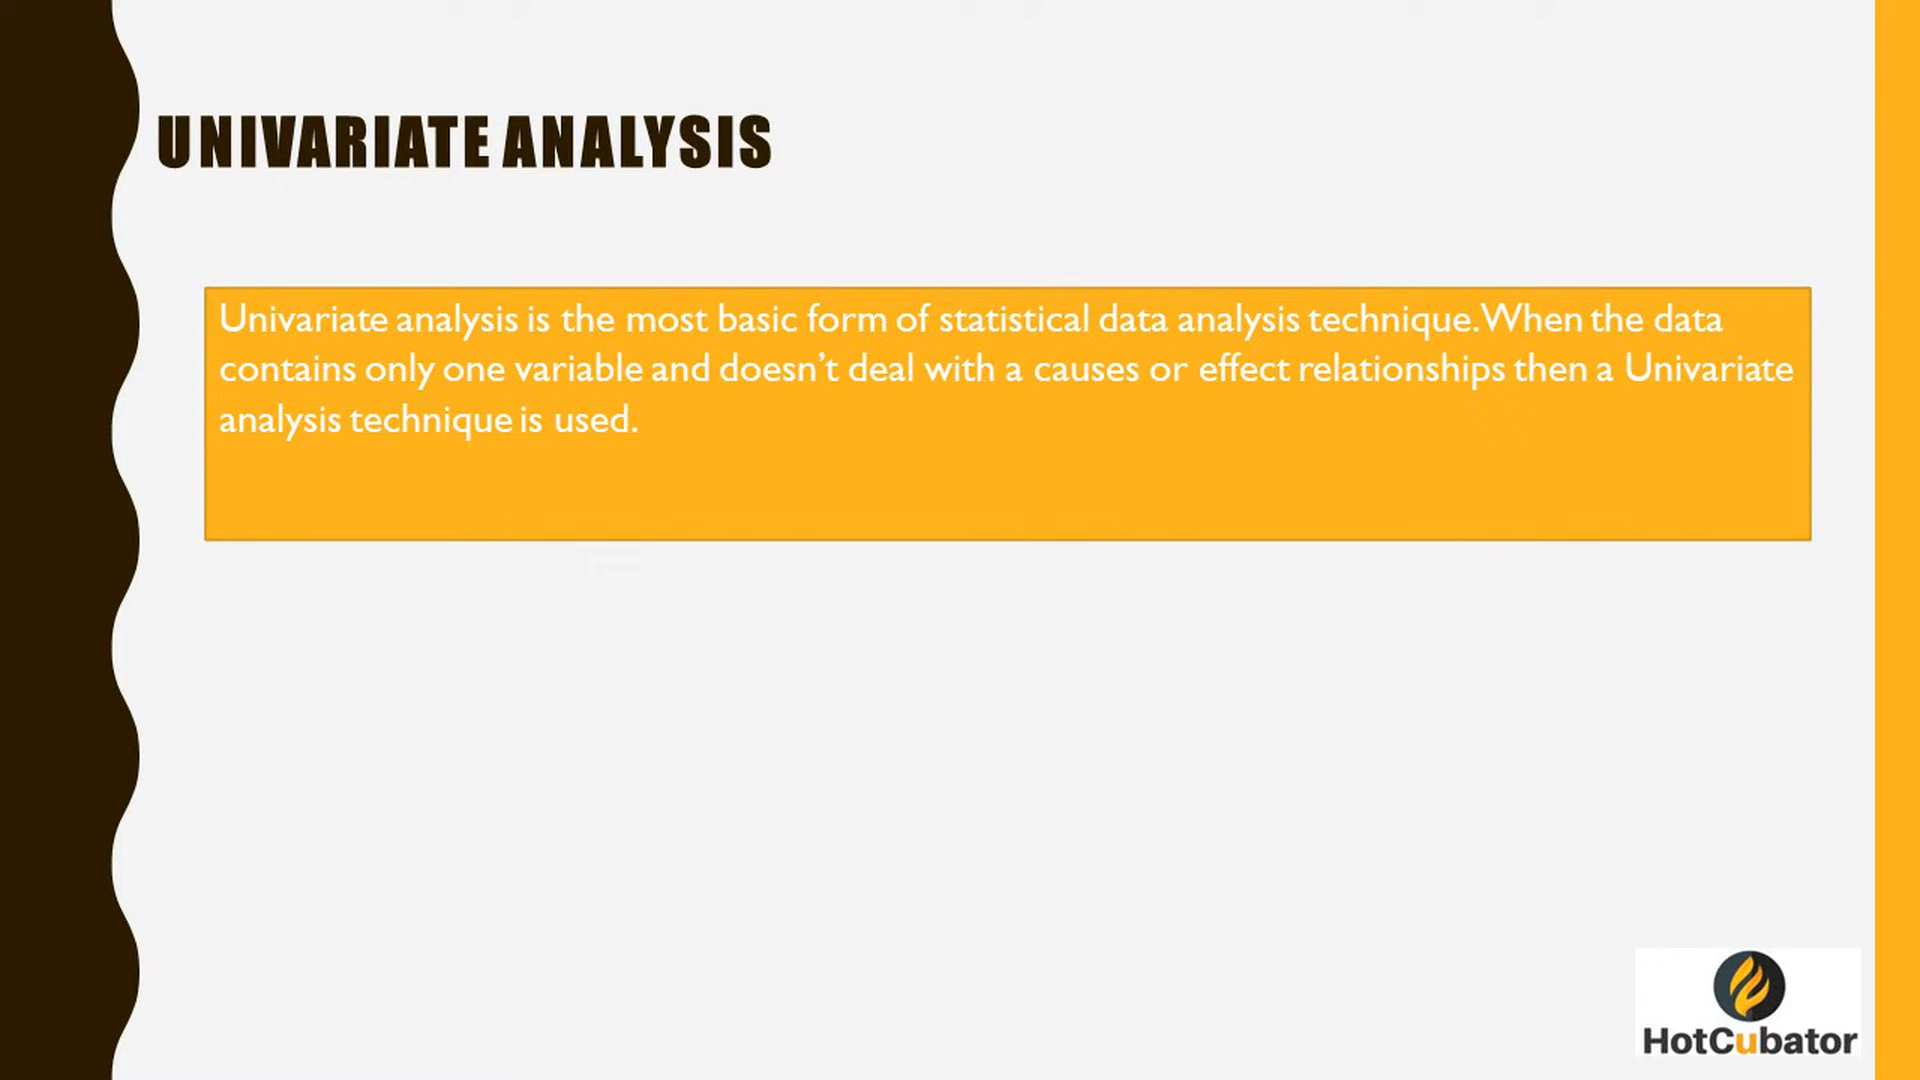 UNIVARIATE ANALYSIS
Univariate analysis is the most basic form of statistical data analysis technique. When the data
contains only one variable and doesn’t deal with a causes or effect relationships then a Univariate
analysis technique is used.
HotCubator